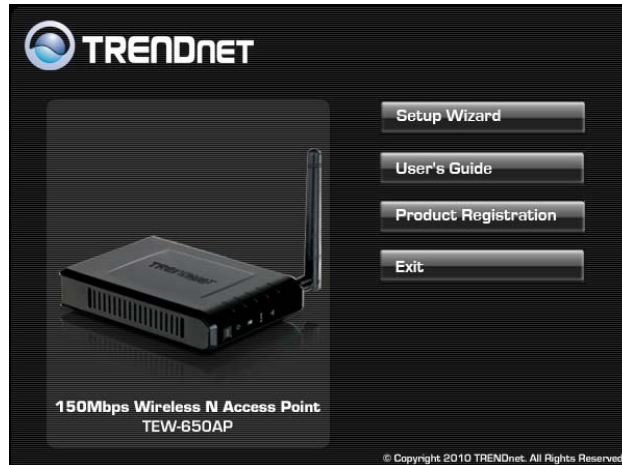 TRENDnet
Setup Wizard
User's Guide
Product Registration
Exit
TRENDnet
150Mbps Wireless N Access Point
TEW-650AP
© Copyright 2010 TRENDnet. All Rights Reserved